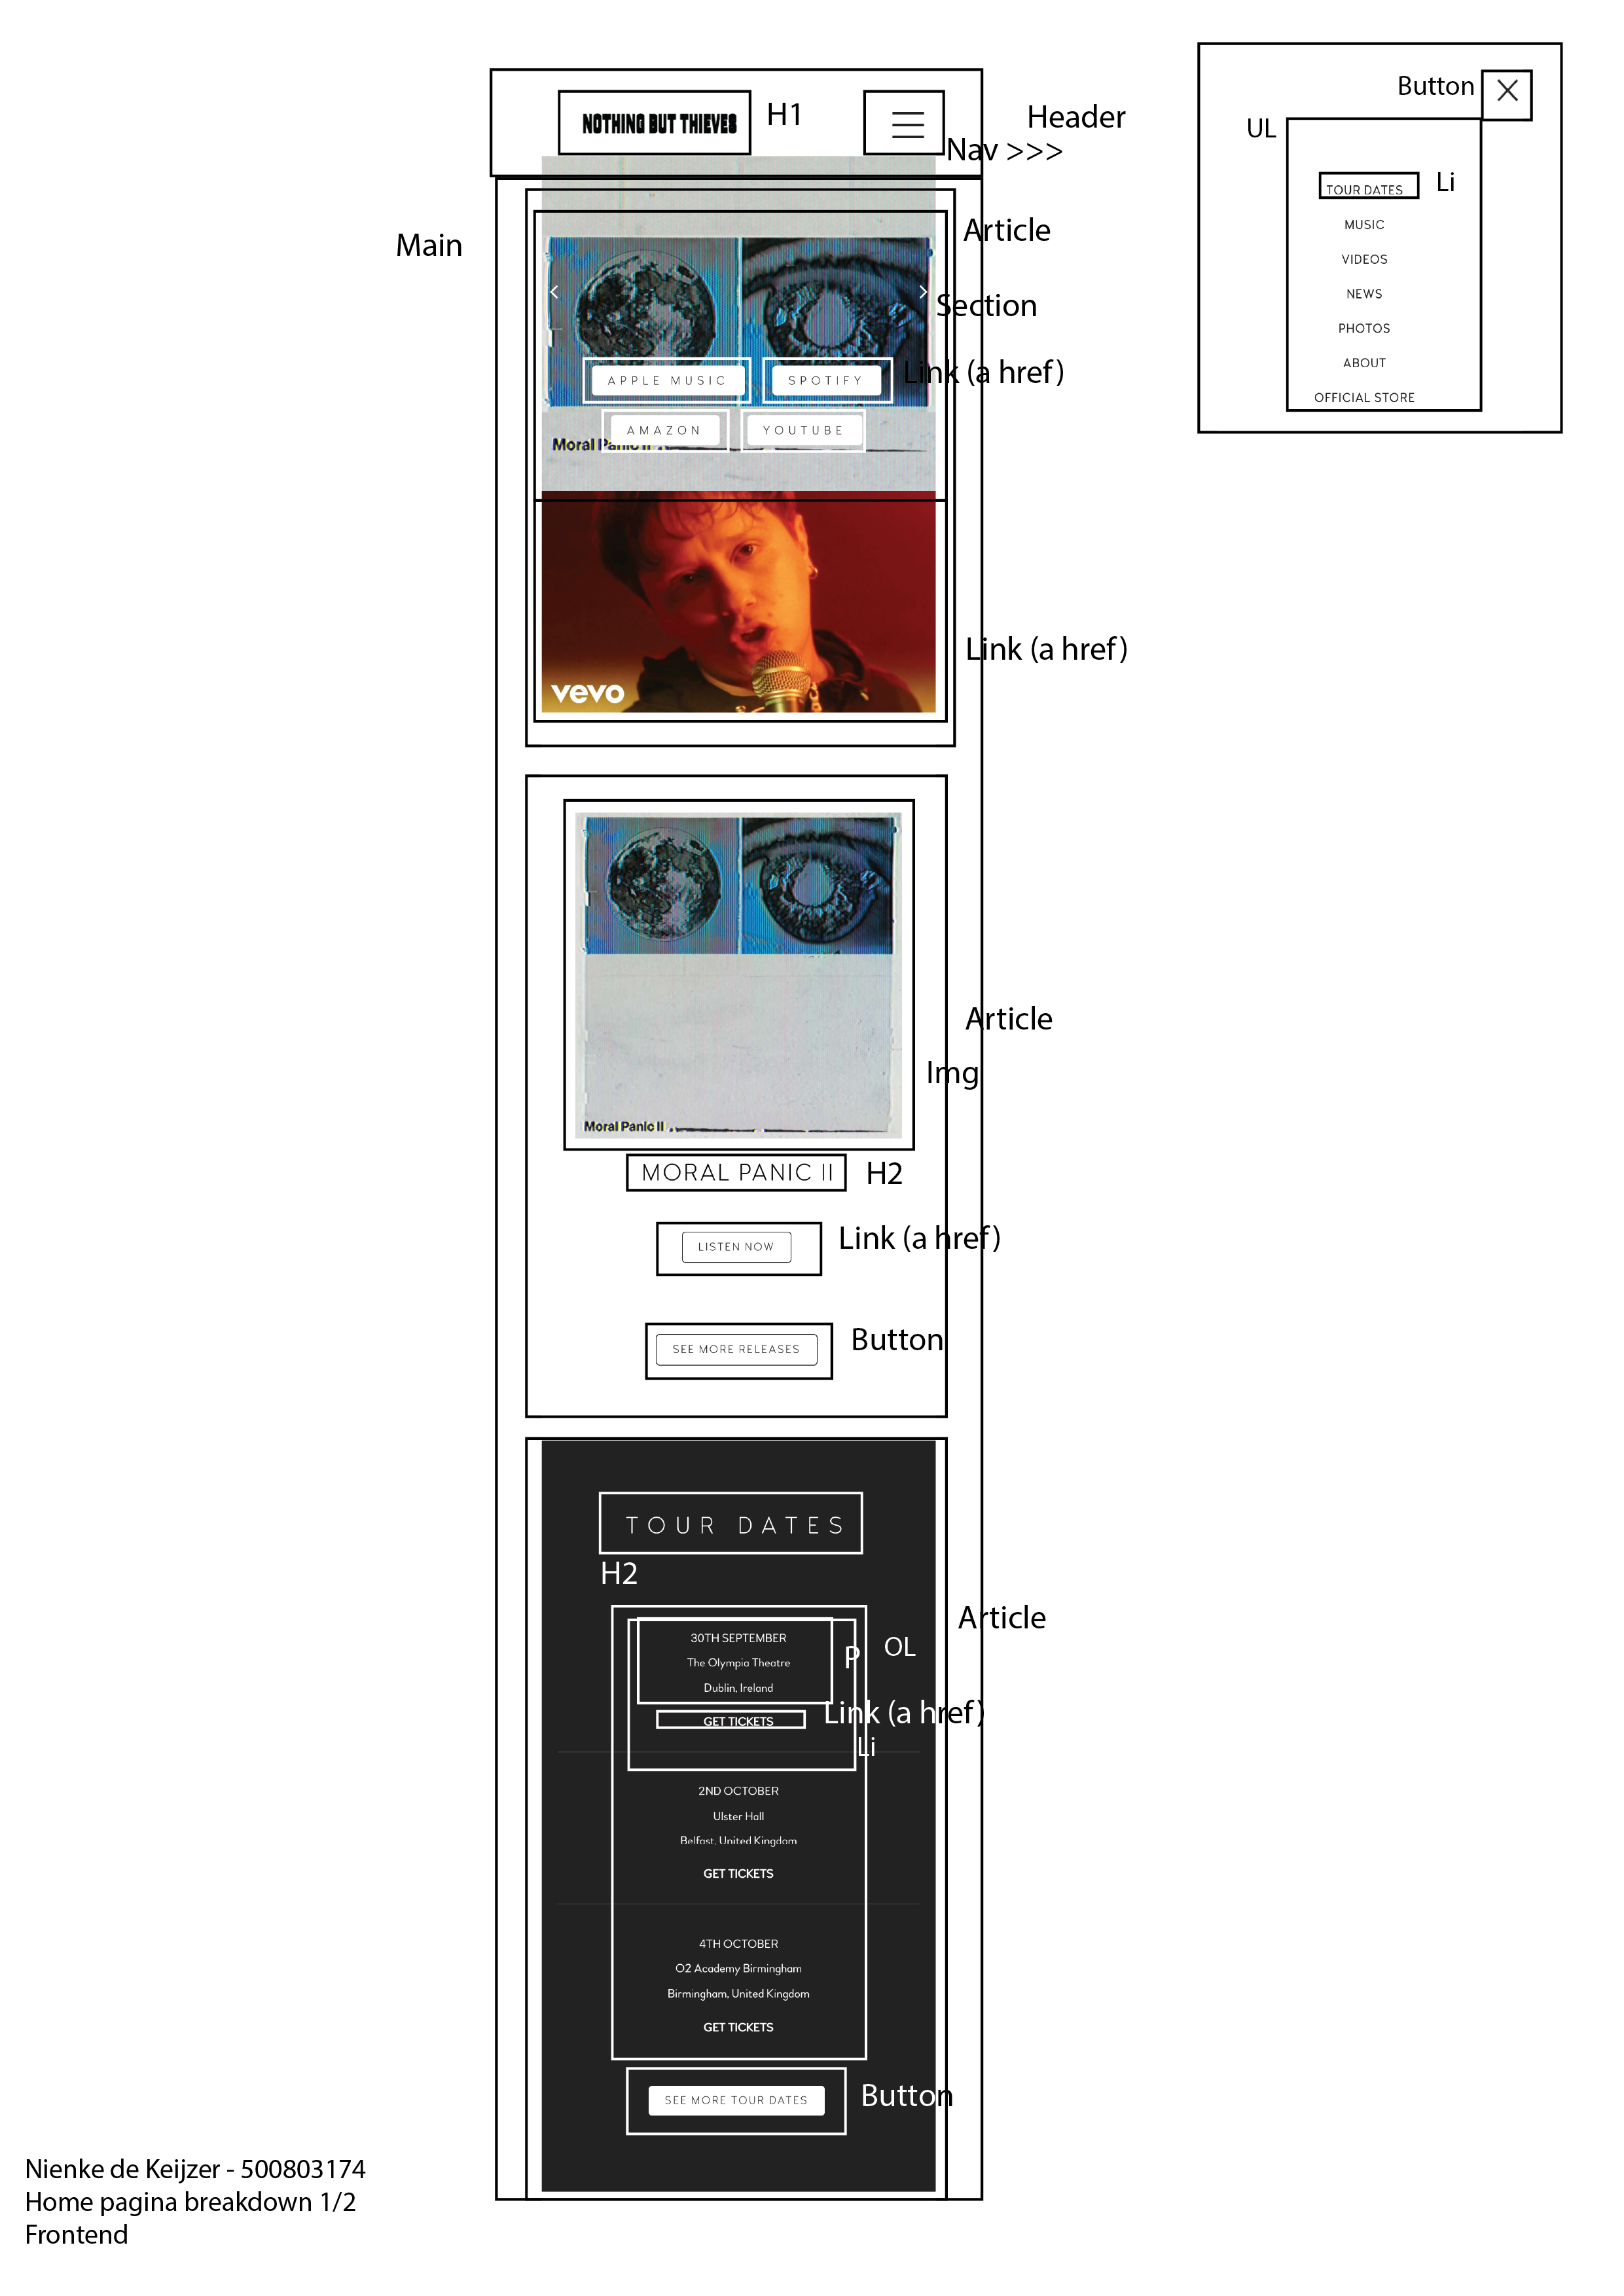 NOTHING BUT THIEVES
H1
Header
Nav >>>
Button
UL
TOUR DATES
Li
MUSIC
VIDEOS
NEWS
PHOTOS
ABOUT
OFFICIAL STORE
Main
Article
Section
APPLE MUSIC
SPOTIFY
Link (a href)
AMAZON
YOUTUBE
Moral Panic II
vevo
Link (a href)
Article
Img
Moral Panic II
MORAL PANIC II
H2
LISTEN NOW
Link (a href)
SEE MORE RELEASES
Button
TOUR DATES
H2
Article
30TH SEPTEMBER
The Olympia Theatre
Dublin, Ireland
P
OL
GET TICKETS
Link (a href)
Li
2ND OCTOBER
Ulster Hall
Belfast, United Kingdom
GET TICKETS
4TH OCTOBER
O2 Academy Birmingham
Birmingham, United Kingdom
GET TICKETS
SEE MORE TOUR DATES
Button
Nienke de Keijzer - 500803174
Home pagina breakdown 1/2
Frontend